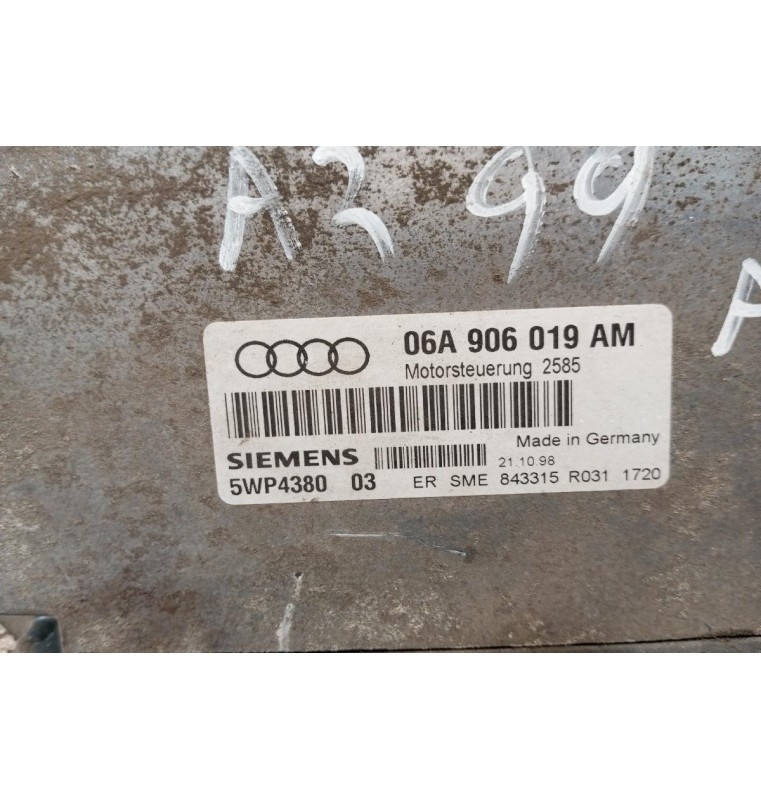 A3 99
A
06A 906 019 AM
Motorsteuerung 2585
Made in Germany
SIEMENS 21.10.98
5WP4380 03 ER SME 843315 R031 1720